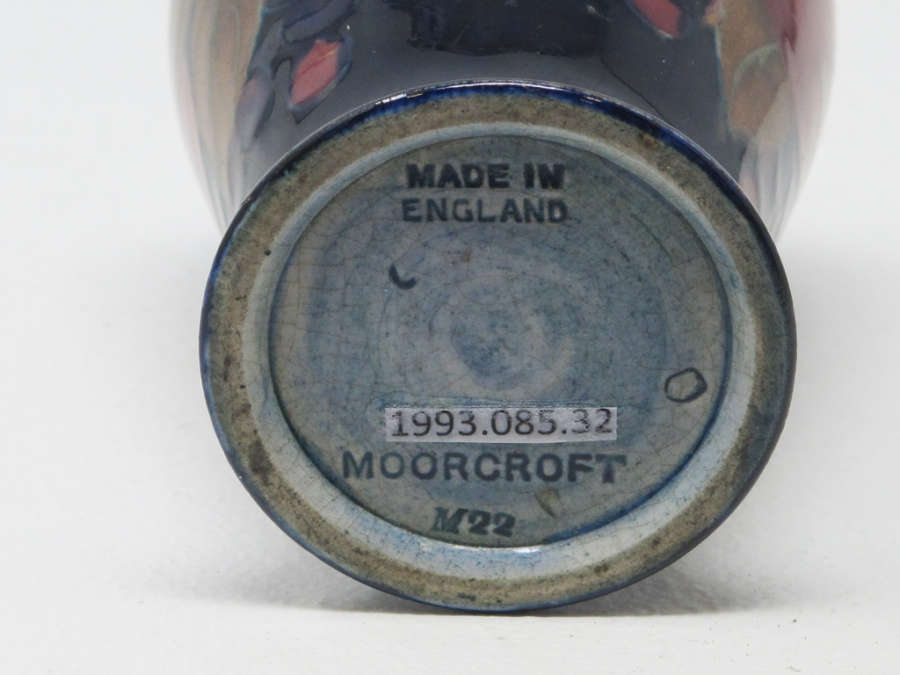 MADE IN
ENGLAND
1993.085.32
MOORCROFT
M22